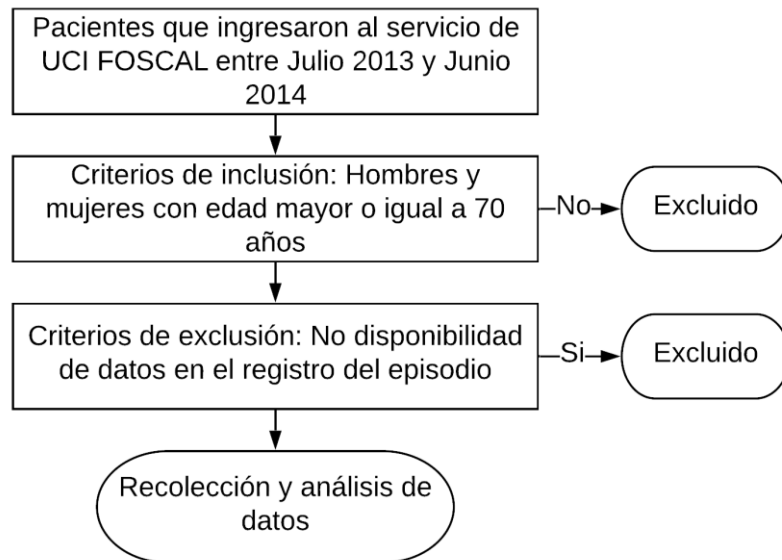 Pacientes que ingresaron al servicio de
UCI FOSCAL entre Julio 2013 y Junio
2014
Criterios de inclusión: Hombres y
mujeres con edad mayor o igual a 70
años
No
Excluido
Criterios de exclusión: No disponibilidad
de datos en el registro del episodio
Si
Excluido
Recolección y análisis de
datos